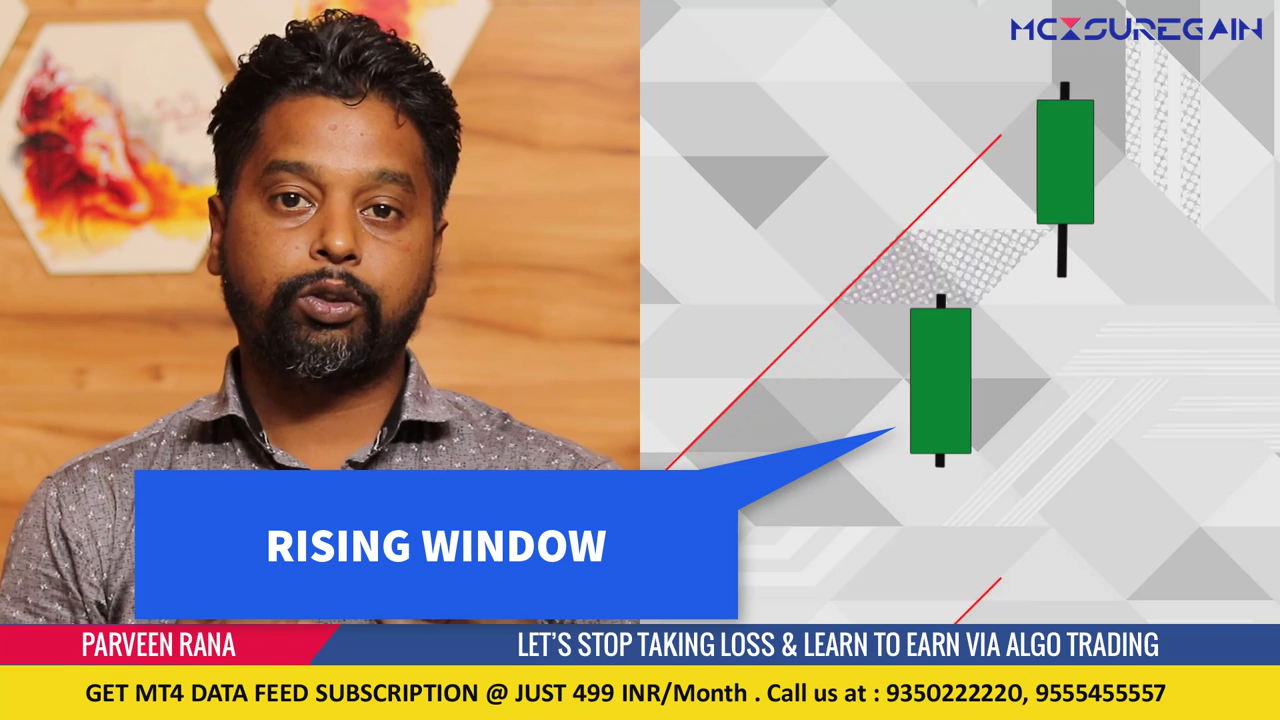 MCXSUREGAIN
RISING WINDOW
PARVEEN RANA
LET'S STOP TAKING LOSS & LEARN TO EARN VIA ALGO TRADING
GET MT4 DATA FEED SUBSCRIPTION @ JUST 499 INR/Month . Call us at : 9350222220, 9555455557